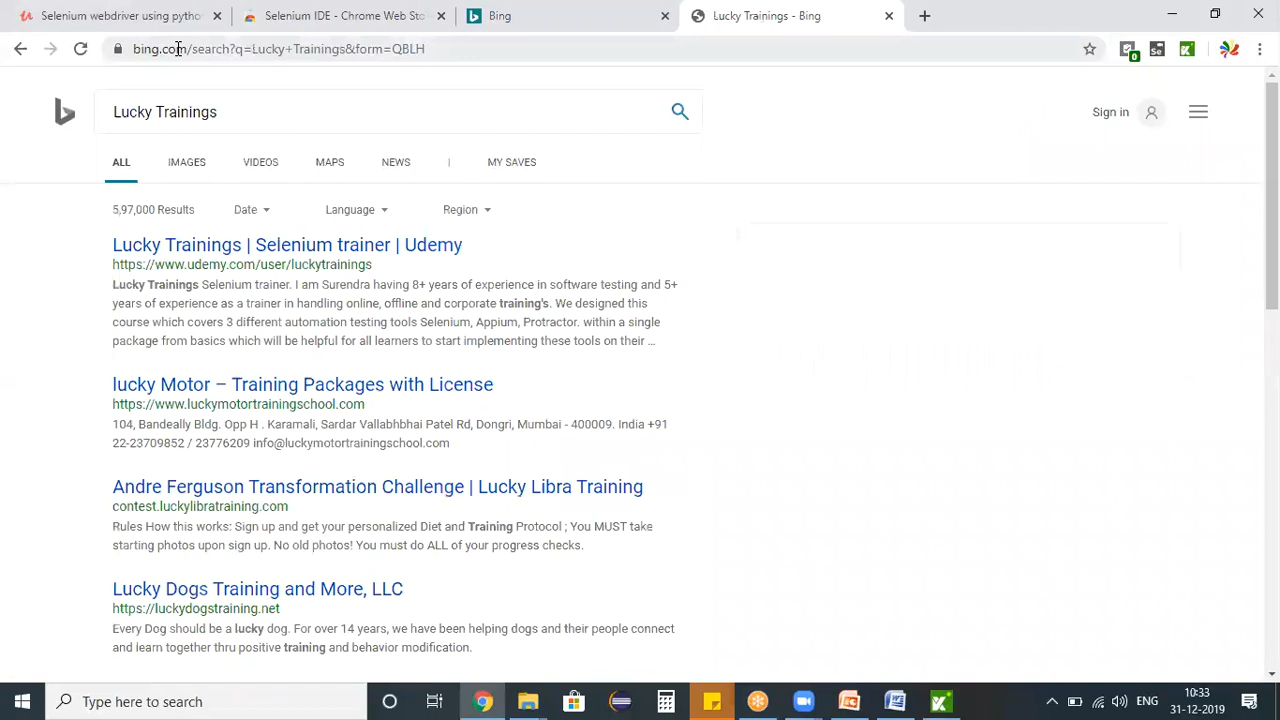 Selenium webdriver using pytho
Selenium IDE - Chrome Web Sto
Bing
Lucky Trainings - Bing
bing.com/search?q=Lucky+Trainings&form=QBLH
0
Se
Lucky Trainings
Sign in
ALL IMAGES VIDEOS MAPS NEWS | MY SAVES
5,97,000 Results Date Language Region
Lucky Trainings | Selenium trainer | Udemy
https://www.udemy.com/user/luckytrainings
Lucky Trainings Selenium trainer. I am Surendra having 8+ years of experience in software testing and 5+
years of experience as a trainer in handling online, offline and corporate training's. We designed this
course which covers 3 different automation testing tools Selenium, Appium, Protractor. within a single
package from basics which will be helpful for all learners to start implementing these tools on their ...
lucky Motor – Training Packages with License
https://www.luckymotortrainingschool.com
104, Bandeally Bldg. Opp H . Karamali, Sardar Vallabhbhai Patel Rd, Dongri, Mumbai - 400009. India +91
22-23709852 / 23776209 info@luckymotortrainingschool.com
Andre Ferguson Transformation Challenge | Lucky Libra Training
contest.luckylibratraining.com
Rules How this works: Sign up and get your personalized Diet and Training Protocol ; You MUST take
starting photos upon sign up. No old photos! You must do ALL of your progress checks.
Lucky Dogs Training and More, LLC
https://luckydogstraining.net
Every Dog should be a lucky dog. For over 14 years, we have been helping dogs and their people connect
and learn together thru positive training and behavior modification.
Type here to search
ENG
10:33
31-12-2019